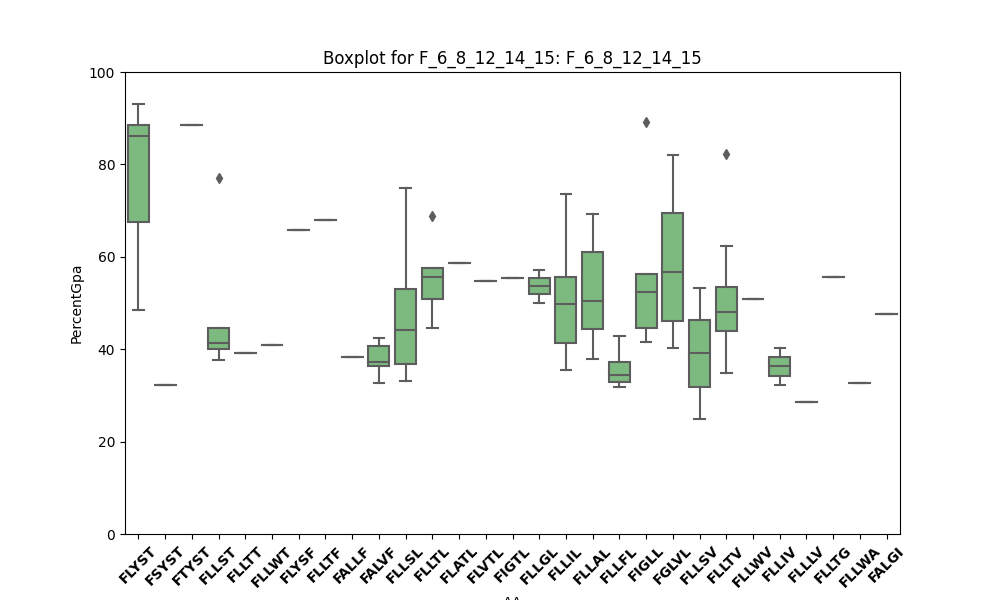 Boxplot for F_6_8_12_14_15: F_6_8_12_14_15
100
80
60
40
20
0
PercentGpa
FLYST FSYST FTYST FLLST FLLTT FLLWT FLYSF FLLTF FALLF FALVF FLLSL FLLTL FLATL FLVTL FIGTL FLLGL FLLIL FLLAL FLLFL FIGLL FGLVL FLLSV FLLTV FLLWV FLLIV FLLLV FLLTG FLLWA FALGI